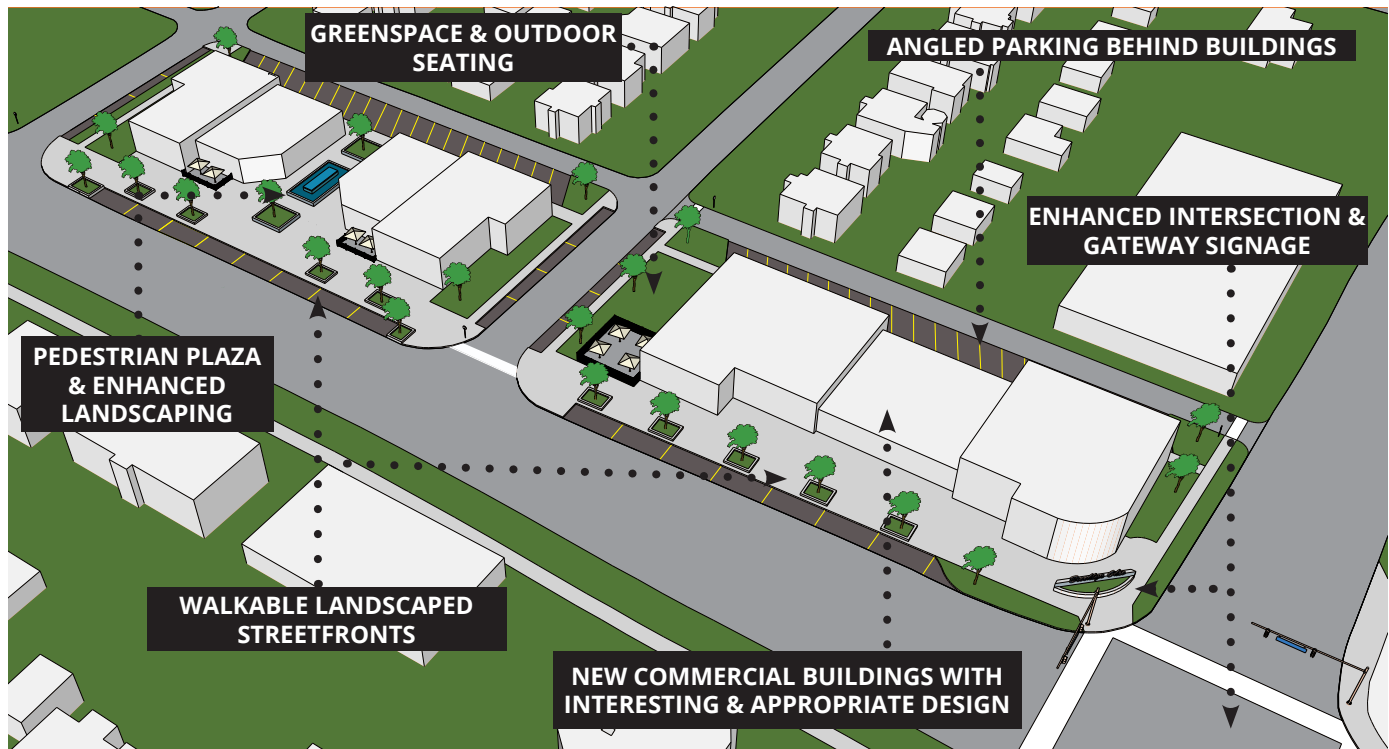 GREENSPACE & OUTDOOR
SEATING
ANGLED PARKING BEHIND BUILDINGS
ENHANCED INTERSECTION &
GATEWAY SIGNAGE
PEDESTRIAN PLAZA
& ENHANCED
LANDSCAPING
WALKABLE LANDSCAPED
STREETFRONTS
NEW COMMERCIAL BUILDINGS WITH
INTERESTING & APPROPRIATE DESIGN